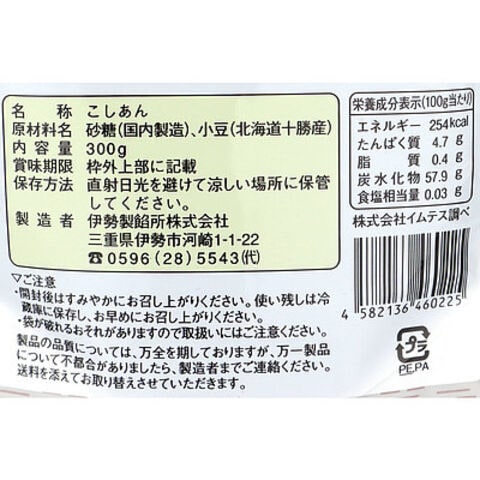 名称 こしあん
原材料名 砂糖(国内製造)、小豆(北海道十勝産)
内容量 300g
賞味期限 枠外上部に記載
保存方法 直射日光を避けて涼しい場所に保管
してください。
製造者 伊勢製餡所株式会社
三重県伊勢市河崎1-1-22
☎0596(28)5543(代)
栄養成分表示(100g当たり)
エネルギー 254kcal
たんぱく質 4.7 g
脂質 0.4 g
炭水化物 57.9 g
食塩相当量 0.03 g
株式会社イムテス調べ
4 582136 460225
プラ
PE,PA
▽ご注意
・開封後はすみやかにお召し上がりください。使い残しは冷
蔵庫に保存し、お早めにお召し上がりください。
・袋が破れるおそれがありますので取扱いにはご注意ください。
製品の品質については、万全を期しておりますが、万一製品
について不都合がありましたら、製造者までご連絡ください。
送料を添えてお取り替えさせていただきます。